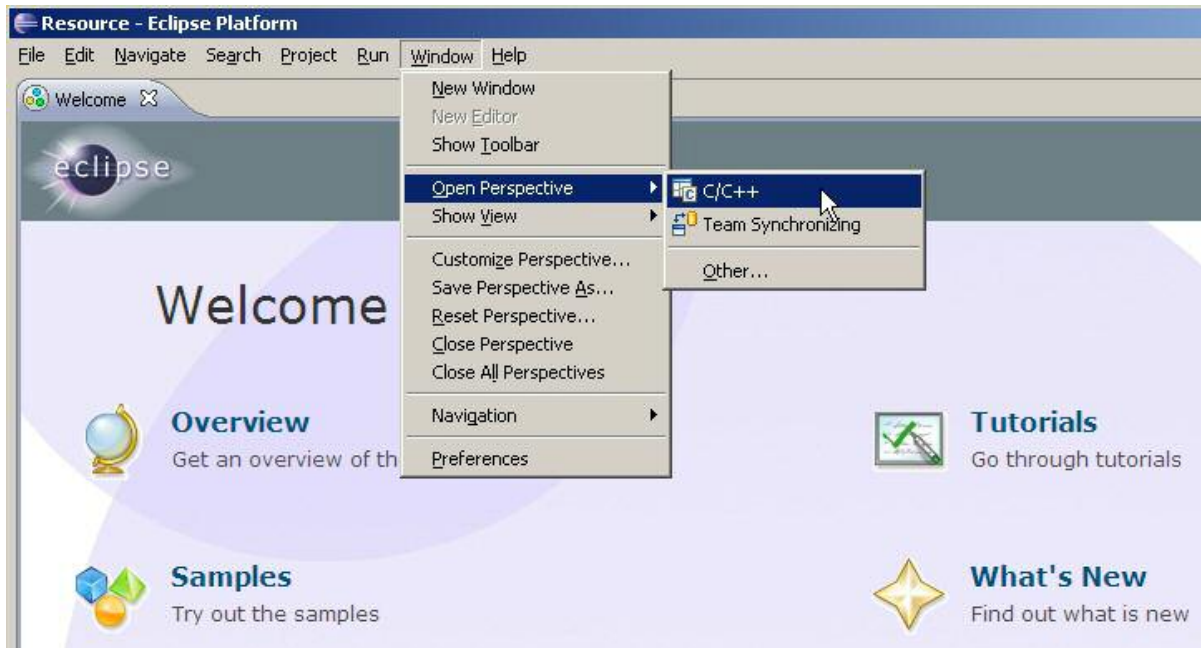 Resource - Eclipse Platform
File Edit Navigate Search Project Run Window Help
Welcome
New Window
New Editor
Show Toolbar
Open Perspective
Show View
Customize Perspective...
Save Perspective As...
Reset Perspective...
Close Perspective
Close All Perspectives
Navigation
Preferences
C/C++
Team Synchronizing
Other...
eclipse
Welcome
Overview
Get an overview of th
Tutorials
Go through tutorials
Samples
Try out the samples
What's New
Find out what is new